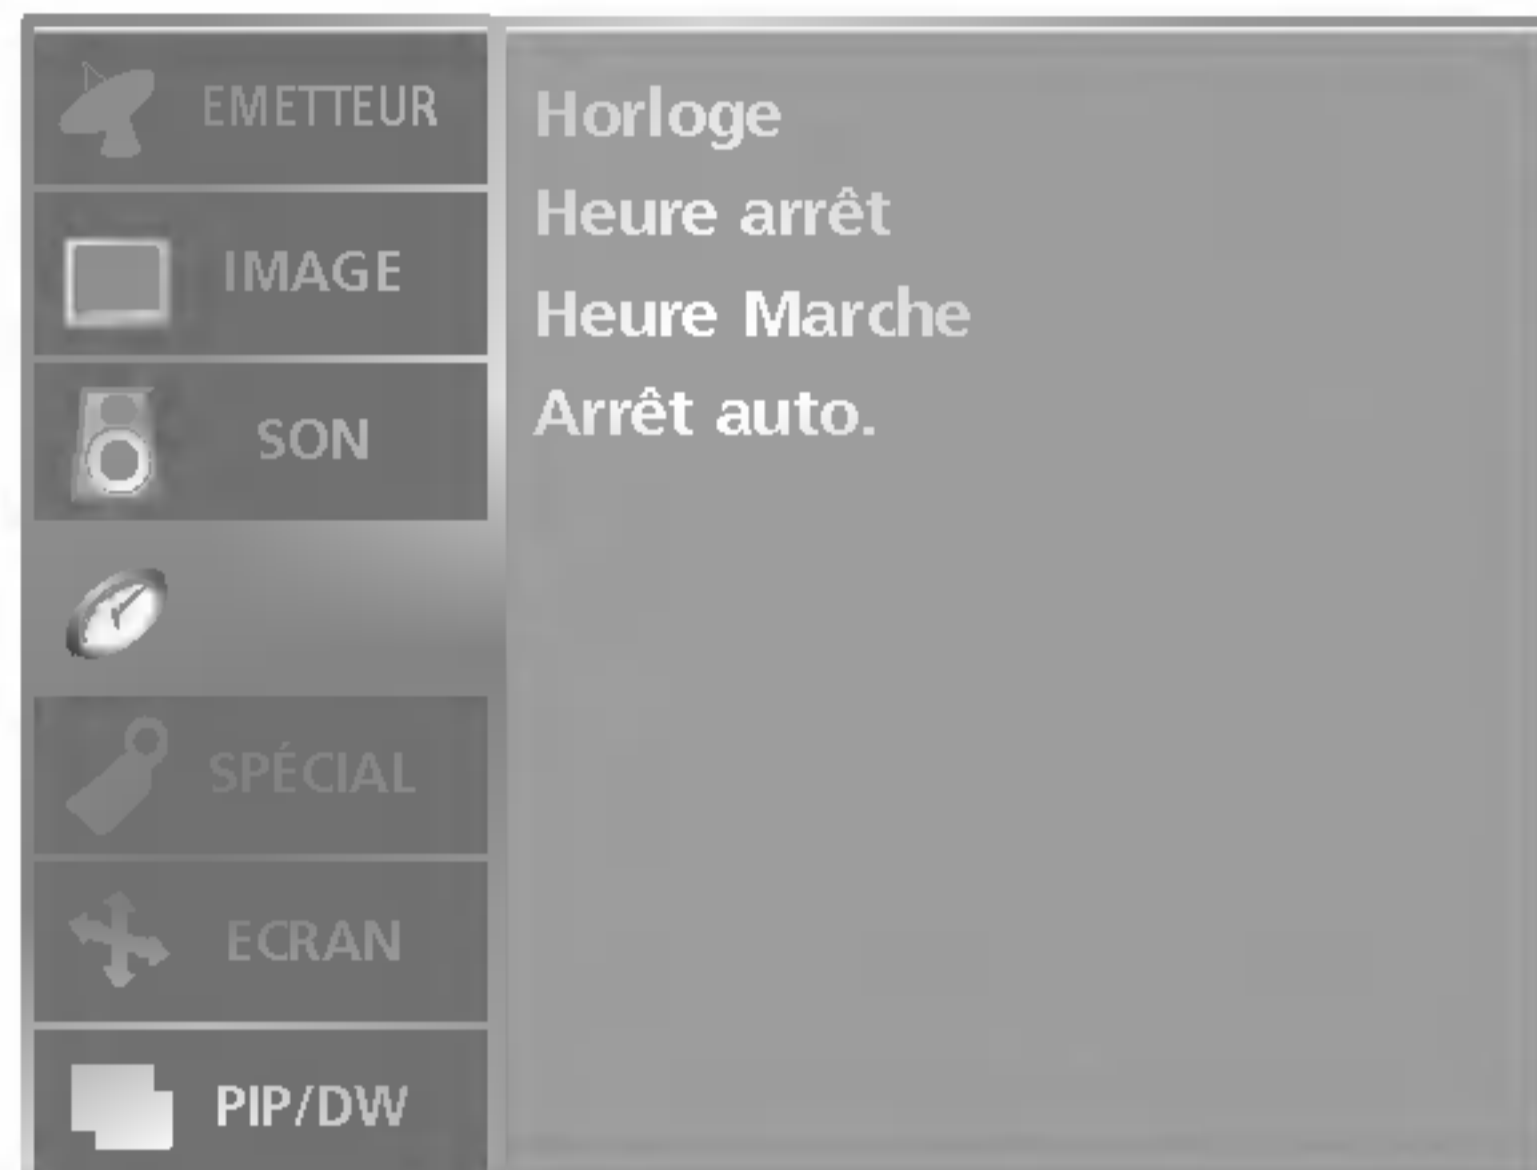 EMETTEUR
IMAGE
SON
SPÉCIAL
ECRAN
PIP/DW
Horloge
Heure arrêt
Heure Marche
Arrêt auto.